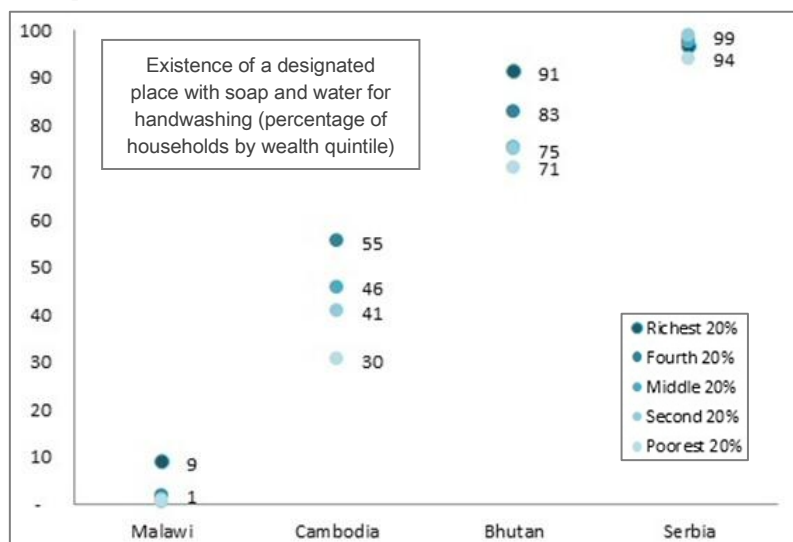 100
90
80
70
60
50
40
30
20
10
-
Existence of a designated
place with soap and water for
handwashing (percentage of
households by wealth quintile)
9
1
55
46
41
30
91
83
75
71
99
94
Richest 20%
Fourth 20%
Middle 20%
Second 20%
Poorest 20%
Malawi Cambodia Bhutan Serbia